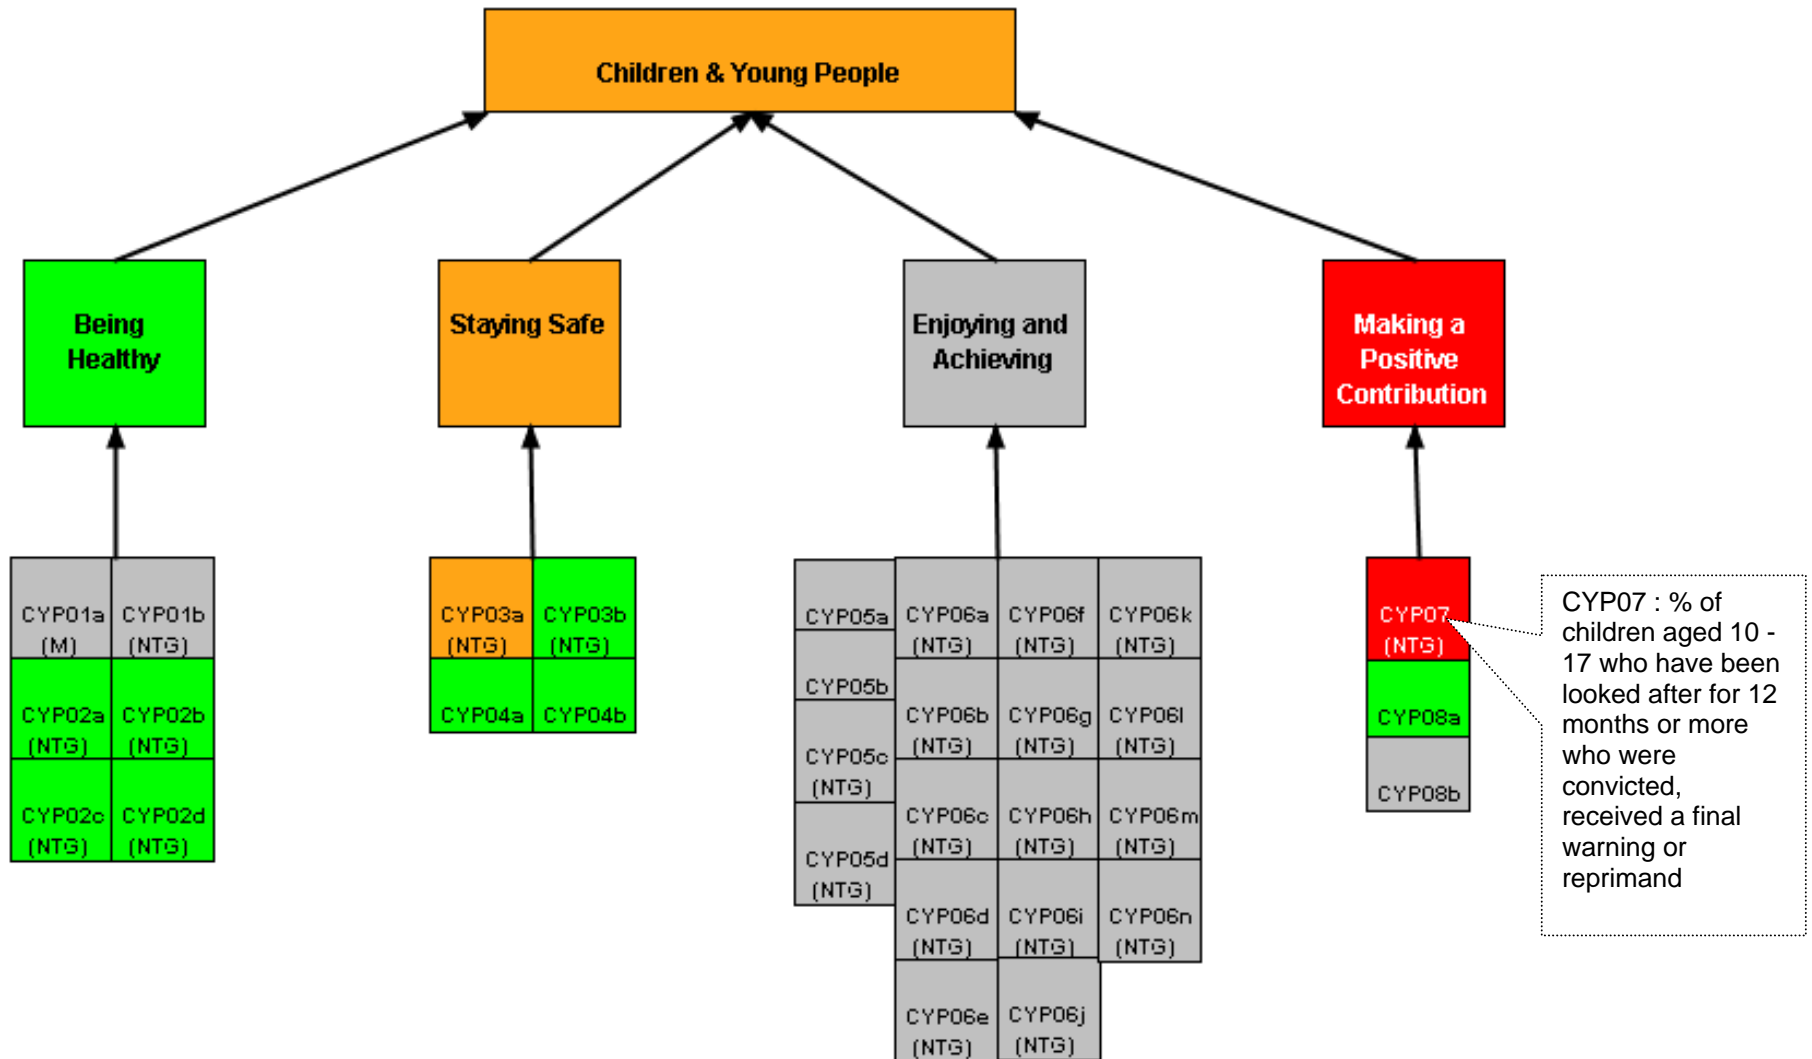 Children & Young People
Being
Healthy
Staying Safe
Enjoying and
Achieving
Making a
Positive
Contribution
CYP01a
(M)
CYP01b
(NTG)
CYP02a
(NTG)
CYP02b
(NTG)
CYP02c
(NTG)
CYP02d
(NTG)
CYP03a
(NTG)
CYP03b
(NTG)
CYP04a
CYP04b
CYP05a
CYP05b
CYP05c
(NTG)
CYP05d
(NTG)
CYP06a
(NTG)
CYP06f
(NTG)
CYP06k
(NTG)
CYP06b
(NTG)
CYP06g
(NTG)
CYP06l
(NTG)
CYP06c
(NTG)
CYP06h
(NTG)
CYP06m
(NTG)
CYP06d
(NTG)
CYP06i
(NTG)
CYP06n
(NTG)
CYP06e
(NTG)
CYP06j
(NTG)
CYP07
(NTG)
CYP08a
CYP08b
CYP07 : % of
children aged 10 -
17 who have been
looked after for 12
months or more
who were
convicted,
received a final
warning or
reprimand